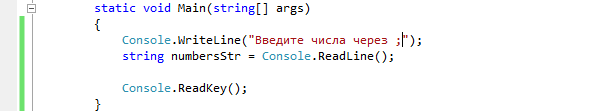 static void Main(string[] args)
{
Console.WriteLine("Введите числа через ;");
string numbersStr = Console.ReadLine();
Console.ReadKey();
}